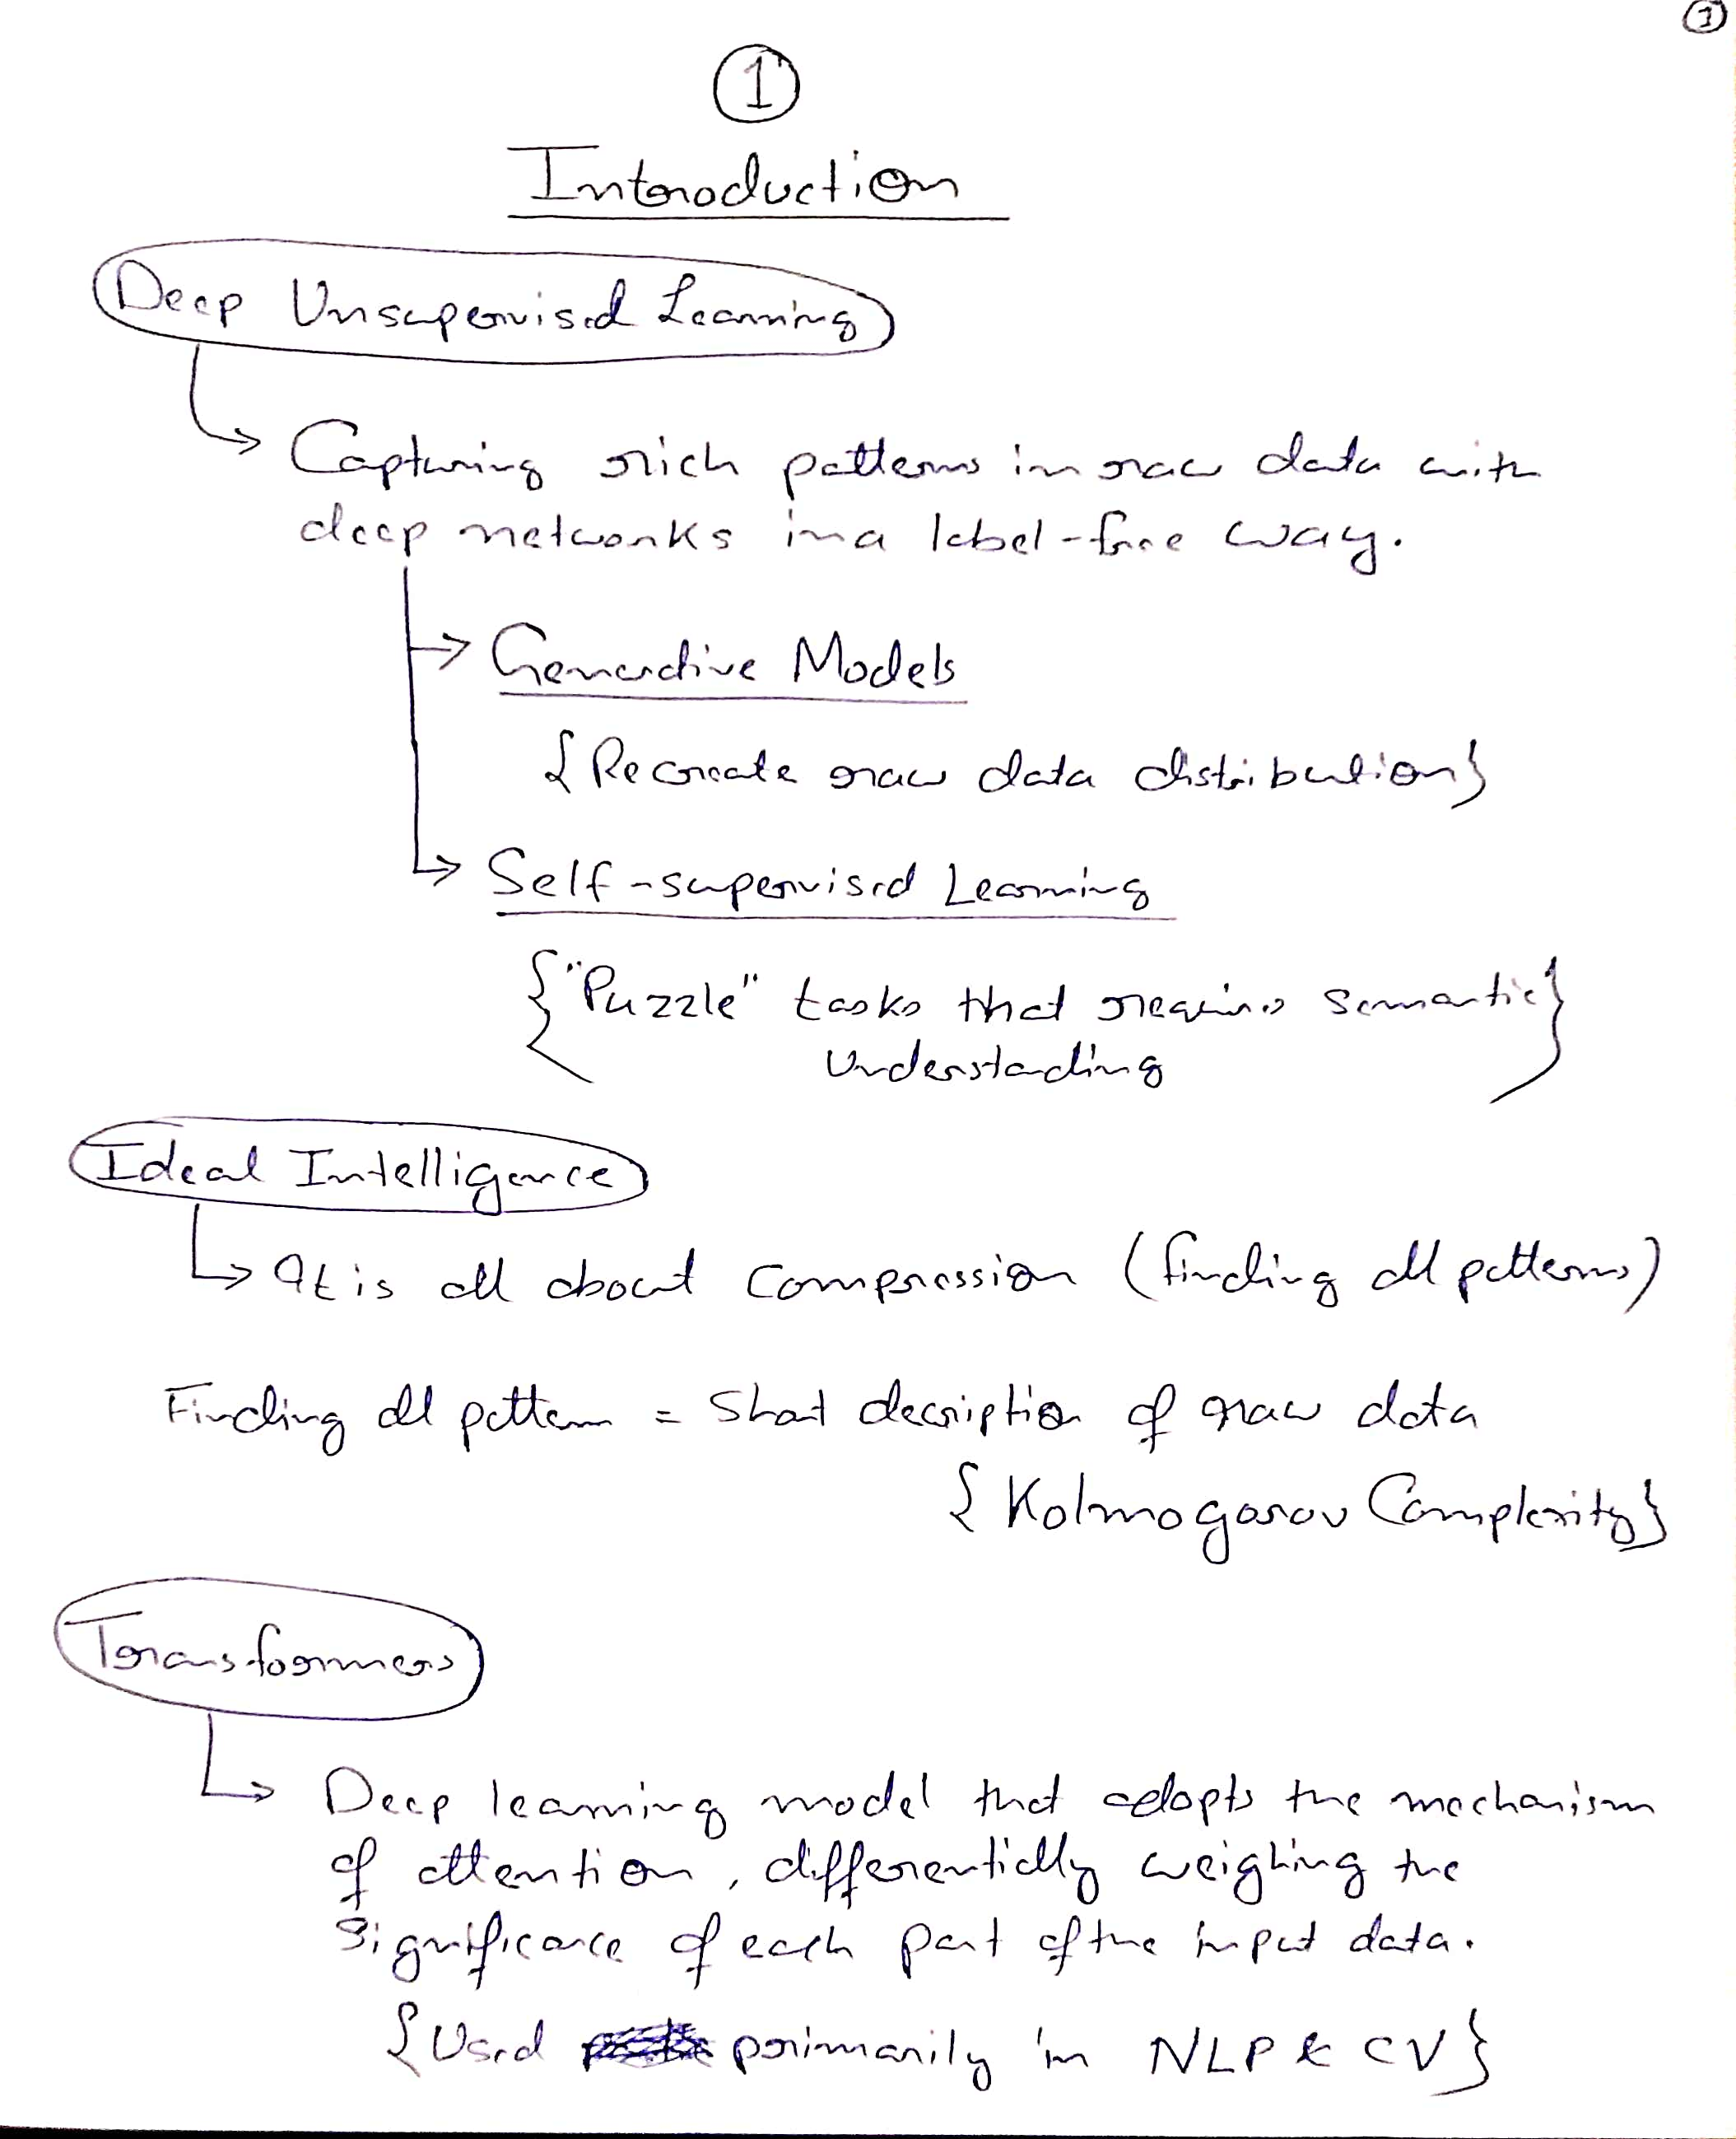 ①
①
Introduction
Deep Unsupervised Learning
Capturing rich patterns in raw data with
deep networks in a label-free way.
Generative Models
{Recreate raw data distribution}
Self-supervised Learning
{"Puzzle" tasks that require semantic}
Understanding
Ideal Intelligence
It is all about compression (finding all patterns)
Finding all pattern = Short decription of raw data
{Kolmogorov Complexity}
Transformers
Deep learning model that adopts the mechanism
of attention, differentially weighing the
significance of each part of the input data.
{Used primarily in NLP & CV}